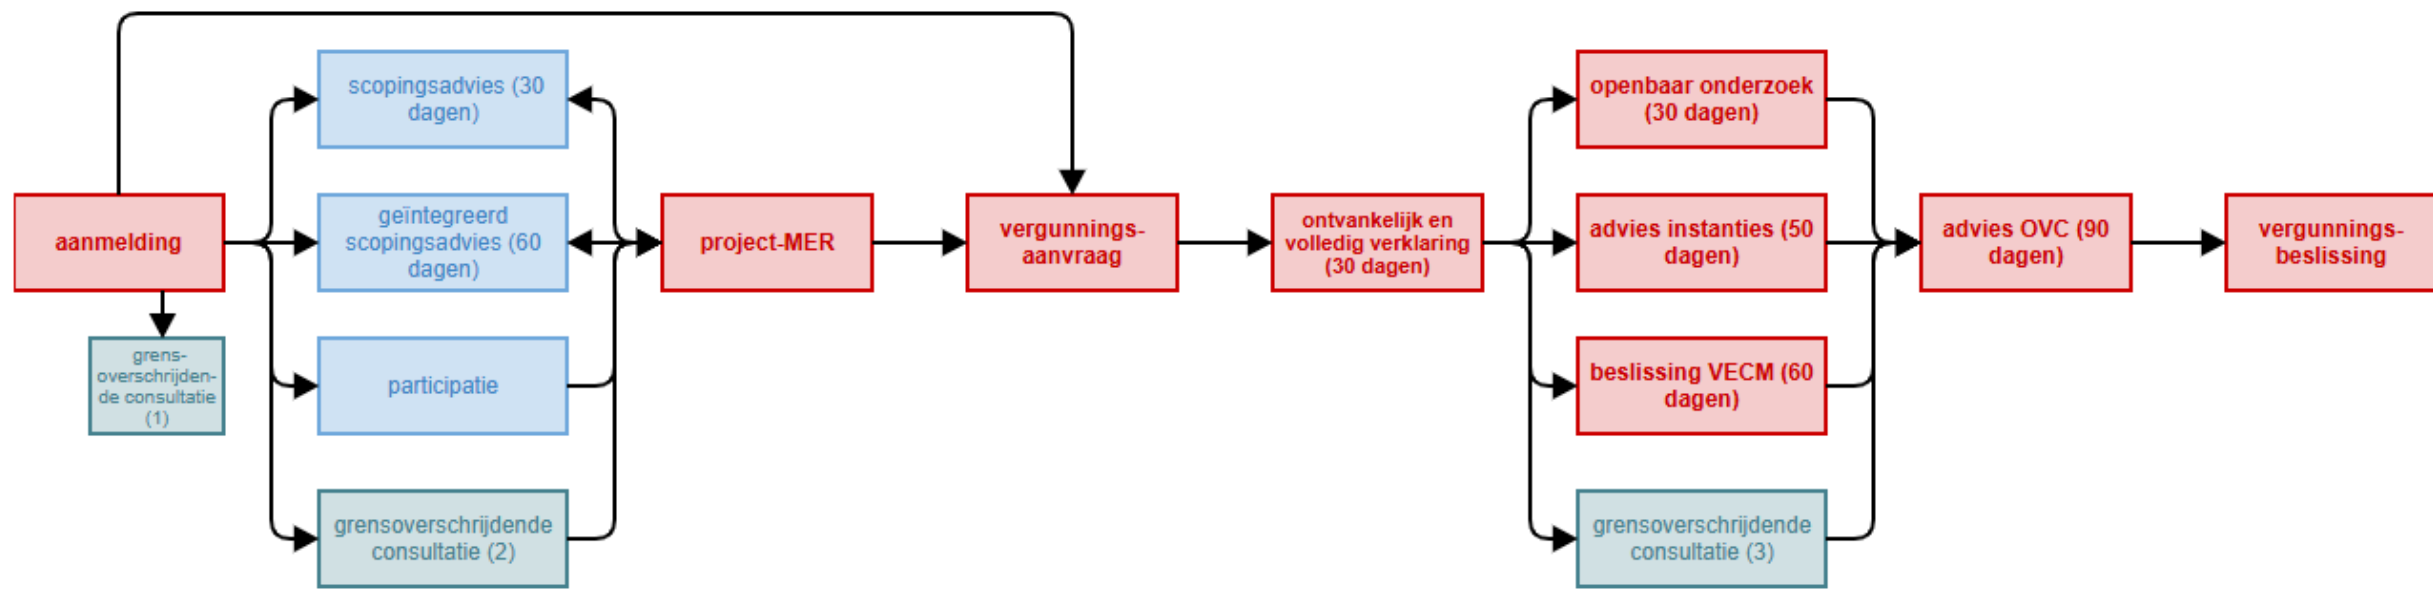 aanmelding
grens-
overschrijden-
de consultatie
(1)
scopingsadvies (30
dagen)
geïntegreerd
scopingsadvies (60
dagen)
participatie
grensoverschrijdende
consultatie (2)
project-MER
vergunnings-
aanvraag
ontvankelijk en
volledig verklaring
(30 dagen)
openbaar onderzoek
(30 dagen)
advies instanties (50
dagen)
beslissing VECM (60
dagen)
grensoverschrijdende
consultatie (3)
advies OVC (90
dagen)
vergunnings-
beslissing